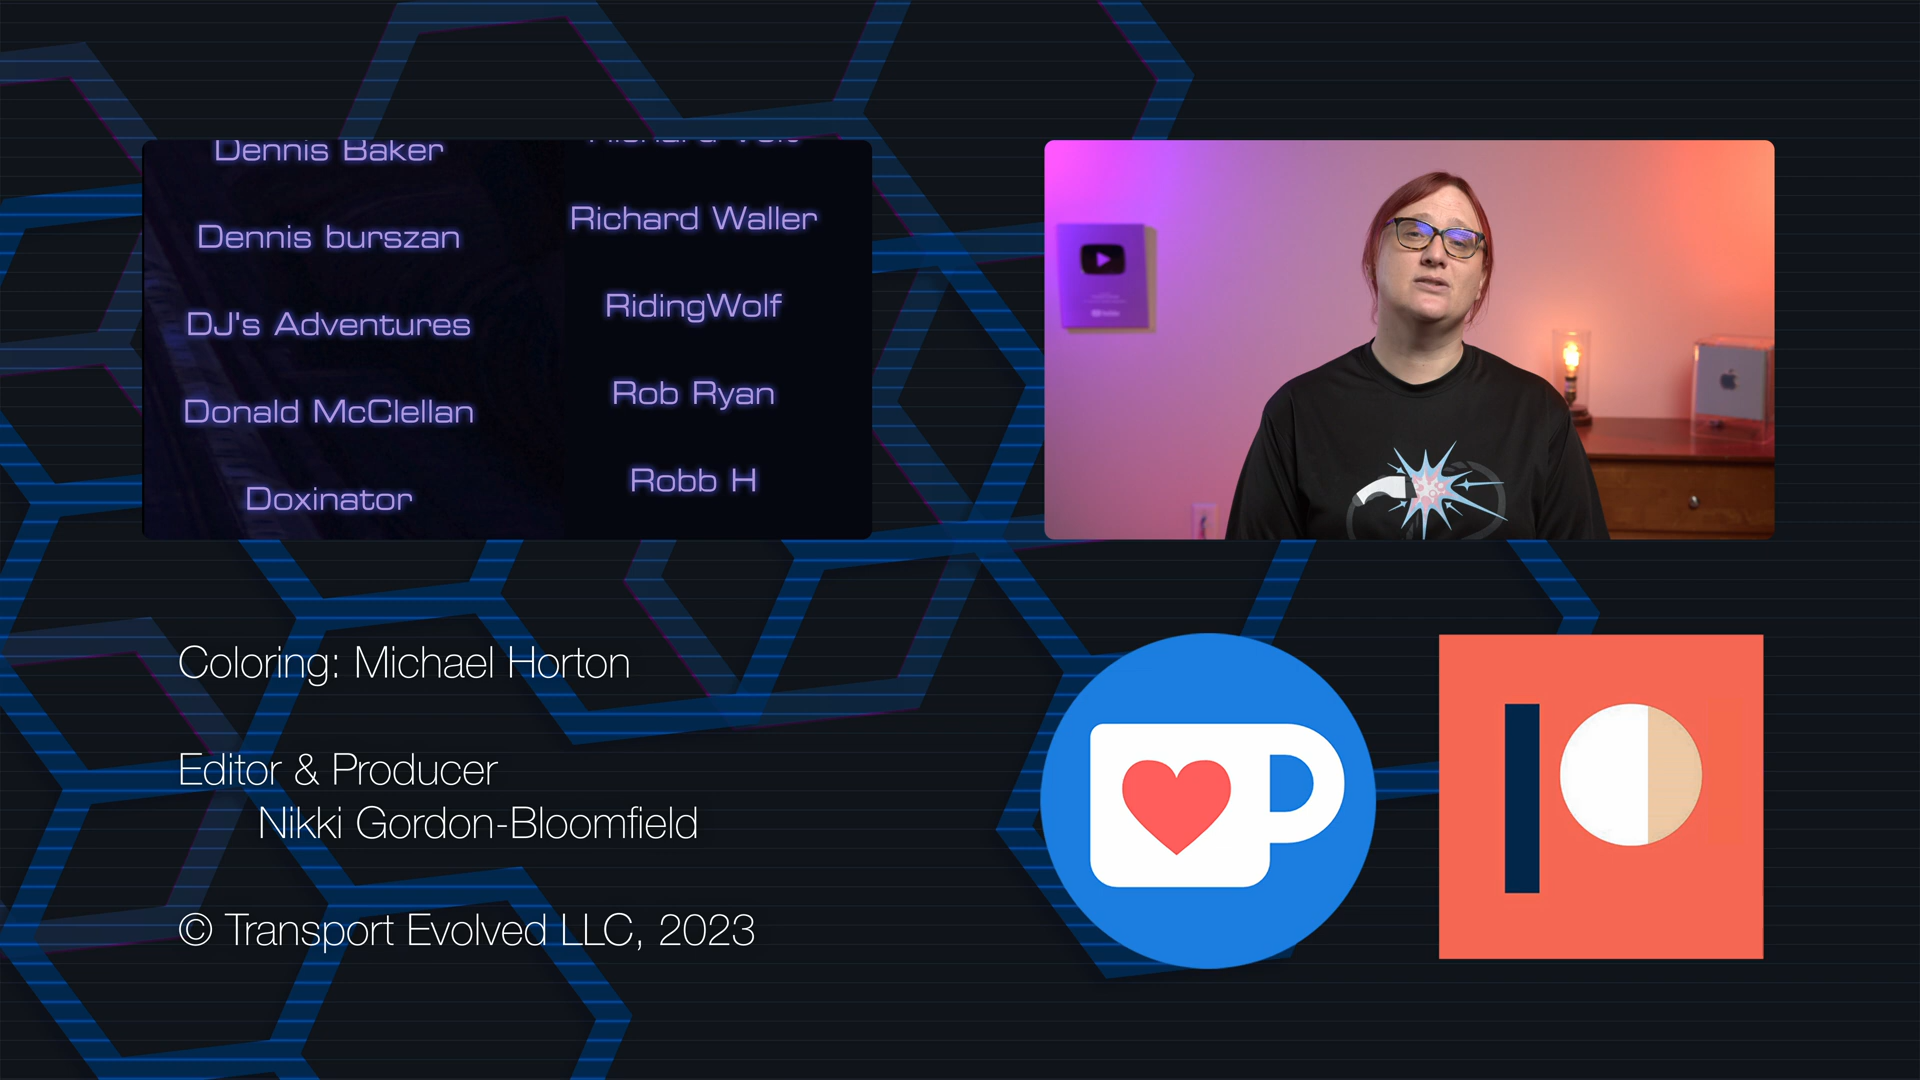 Dennis Baker
Dennis burszan
DJ's Adventures
Donald McClellan
Doxinator
Richard Waller
RidingWolf
Rob Ryan
Robb H
Coloring: Michael Horton
Editor & Producer
Nikki Gordon-Bloomfield
© Transport Evolved LLC, 2023